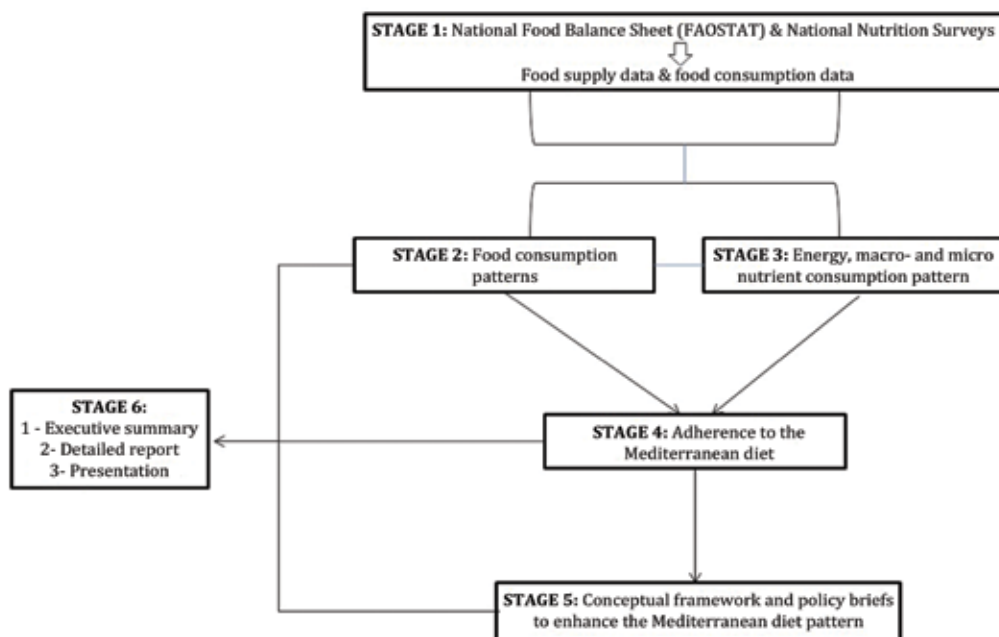 STAGE 1: National Food Balance Sheet (FAOSTAT) & National Nutrition Surveys
Food supply data & food consumption data
STAGE 2: Food consumption
patterns
STAGE 3: Energy, macro- and micro
nutrient consumption pattern
STAGE 6:
1 - Executive summary
2- Detailed report
3- Presentation
STAGE 4: Adherence to the
Mediterranean diet
STAGE 5: Conceptual framework and policy briefs
to enhance the Mediterranean diet pattern